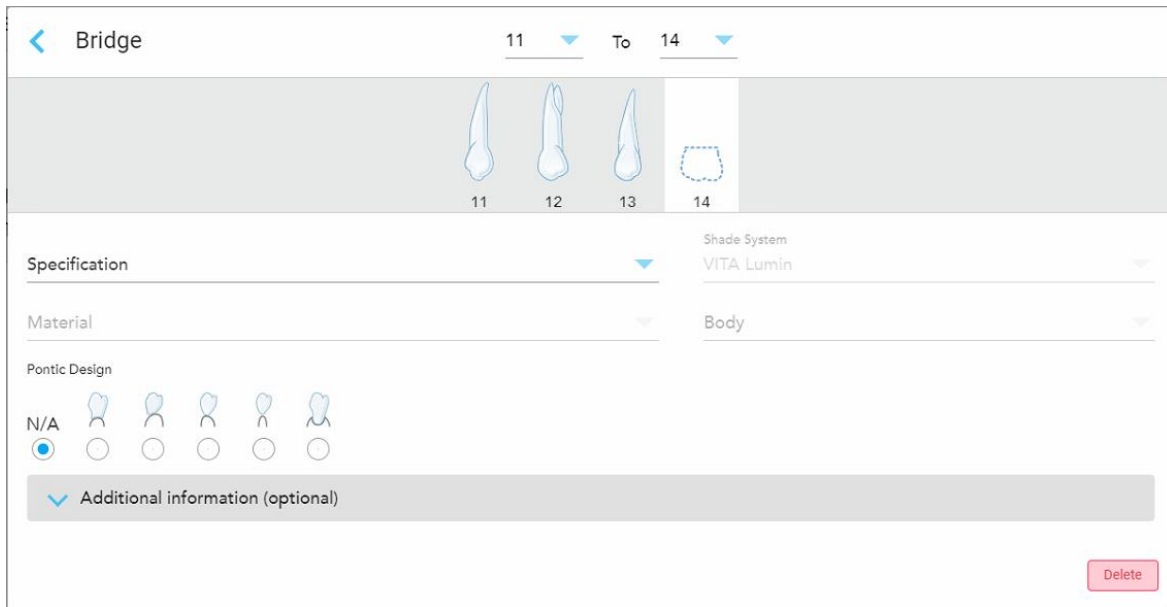 Bridge
11 To 14
11 12 13 14
Specification
Shade System
VITA Lumin
Material
Body
Pontic Design
N/A
Additional information (optional)
Delete